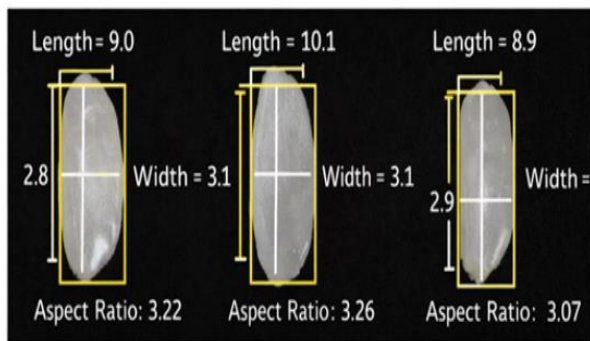 Length = 9.0
Length = 10.1
Length = 8.9
2.8
Width = 3.1
Width = 3.1
2.9
Width =
Aspect Ratio: 3.22
Aspect Ratio: 3.26
Aspect Ratio: 3.07